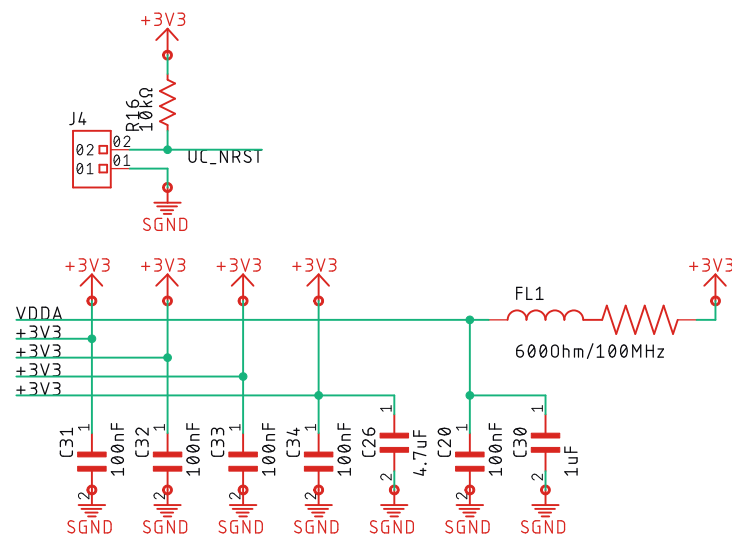 +3V3
R16
10kΩ
J4
02
02
01
01
UC_NRST
SGND
+3V3
+3V3
+3V3
+3V3
+3V3
FL1
VDDA
+3V3
+3V3
+3V3
+3V3
600Ohm/100MHz
C31
1
2
100nF
C32
1
2
100nF
C33
1
2
100nF
C34
1
2
100nF
C26
1
2
4.7uF
C20
1
2
100nF
C30
1
2
1uF
SGND
SGND
SGND
SGND
SGND
SGND
SGND